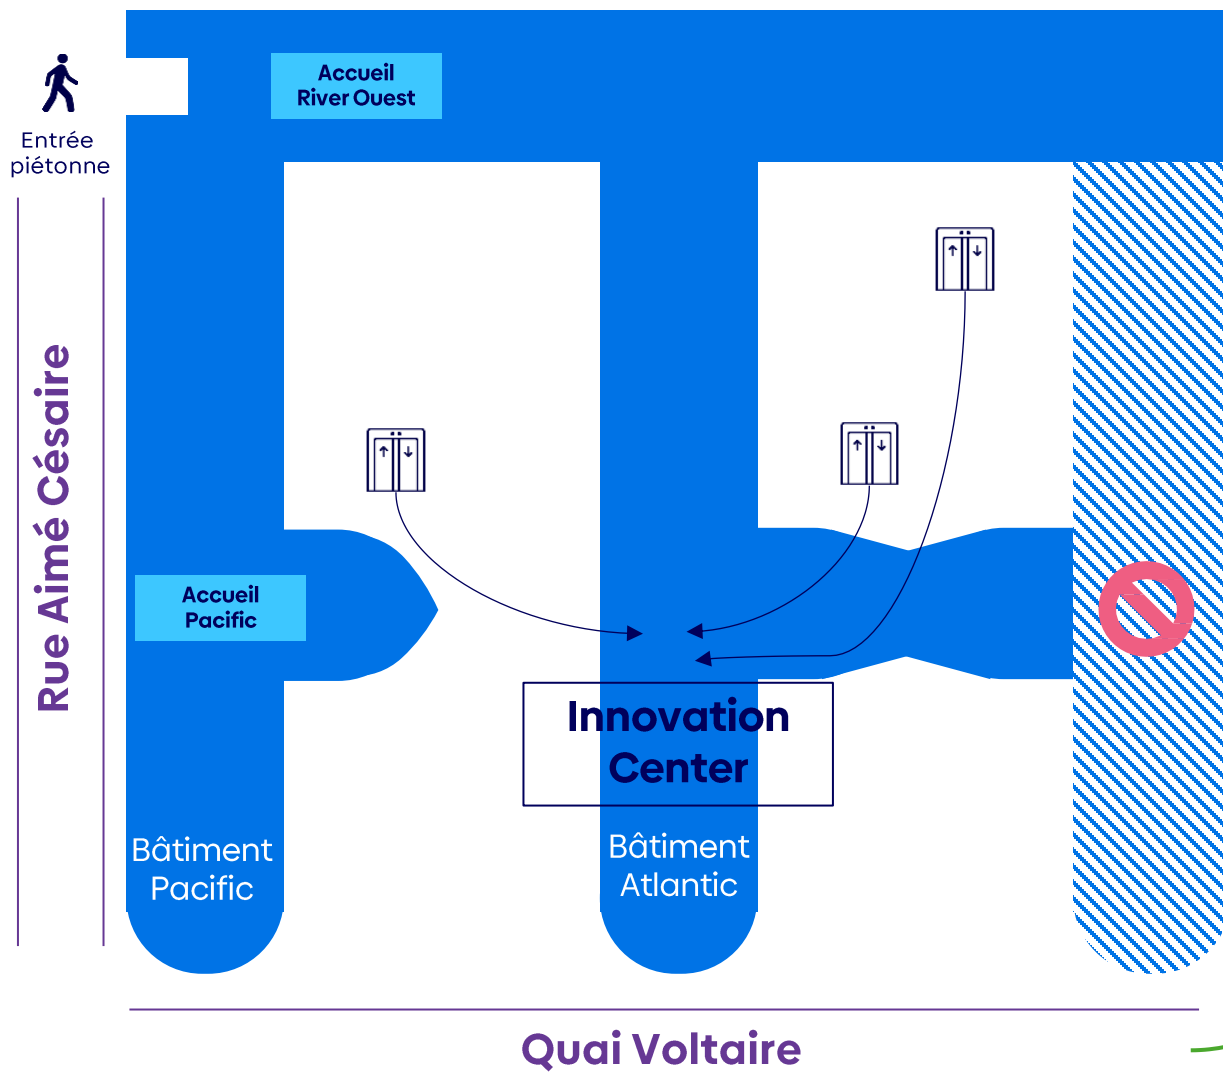 Accueil
River Ouest
Entrée
piétonne
Rue Aimé Césaire
Accueil
Pacific
Innovation
Center
Bâtiment
Pacific
Bâtiment
Atlantic
Quai Voltaire